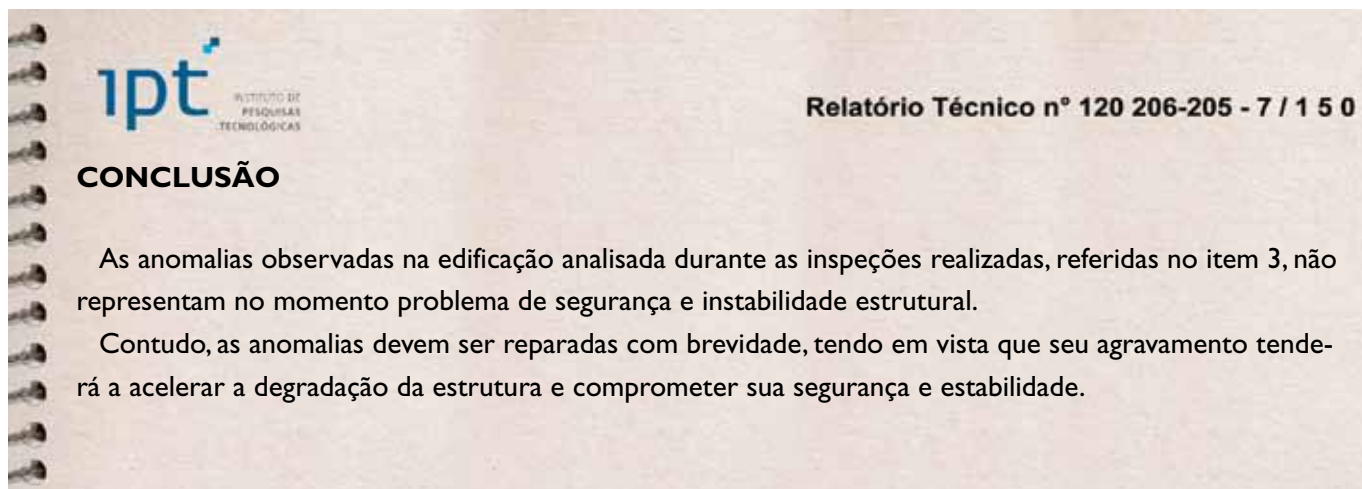 ipt
INSTITUTO DE
PESQUISAS
TECNOLÓGICAS
Relatório Técnico nº 120 206-205 - 7 / 1 5 0
CONCLUSÃO
As anomalias observadas na edificação analisada durante as inspeções realizadas, referidas no item 3, não
representam no momento problema de segurança e instabilidade estrutural.
Contudo, as anomalias devem ser reparadas com brevidade, tendo em vista que seu agravamento tende-
rá a acelerar a degradação da estrutura e comprometer sua segurança e estabilidade.